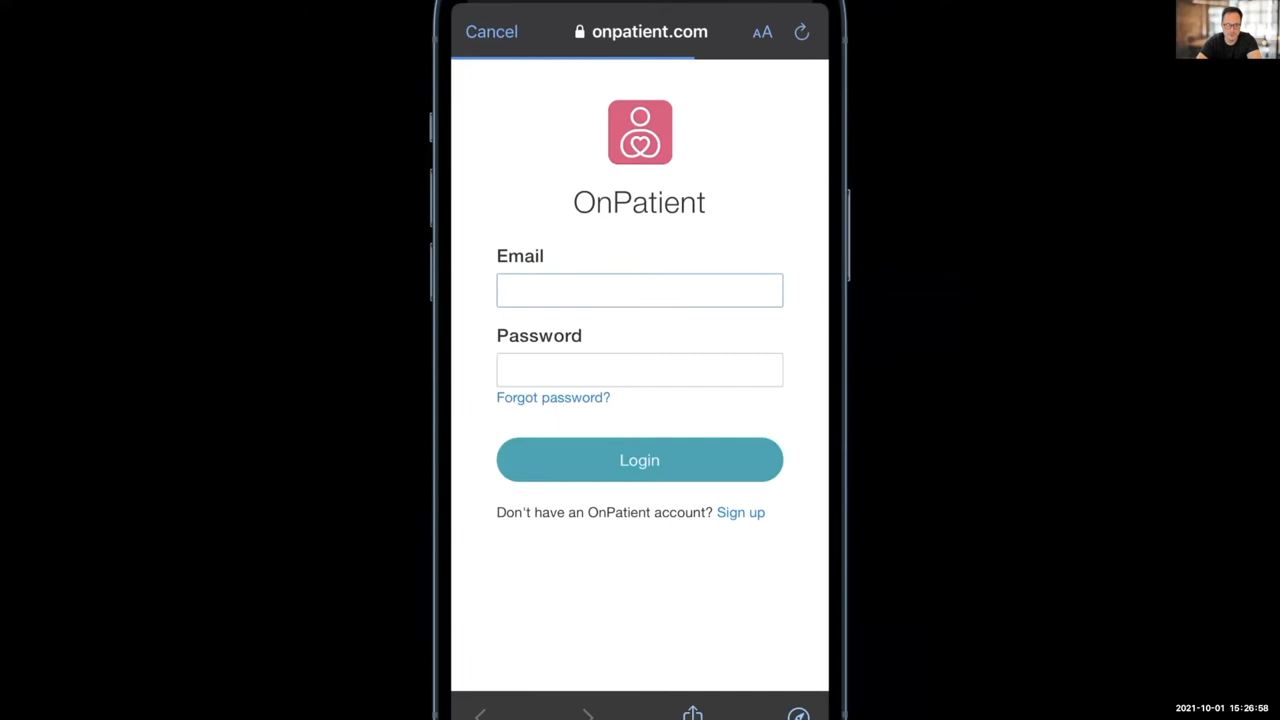 Cancel
onpatient.com
AA
OnPatient
Email
Password
Forgot password?
Login
Don't have an OnPatient account? Sign up
2021-10-01 15:26:58